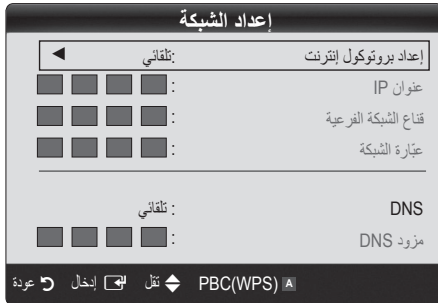 إعداد الشبكة
إعداد بروتوكول إنترنت :تلقائي
عنوان IP :
قناع الشبكة الفرعية :
عبّارة الشبكة :
DNS : تلقائي
مزود DNS :
A PBC(WPS) نقل إدخال عودة